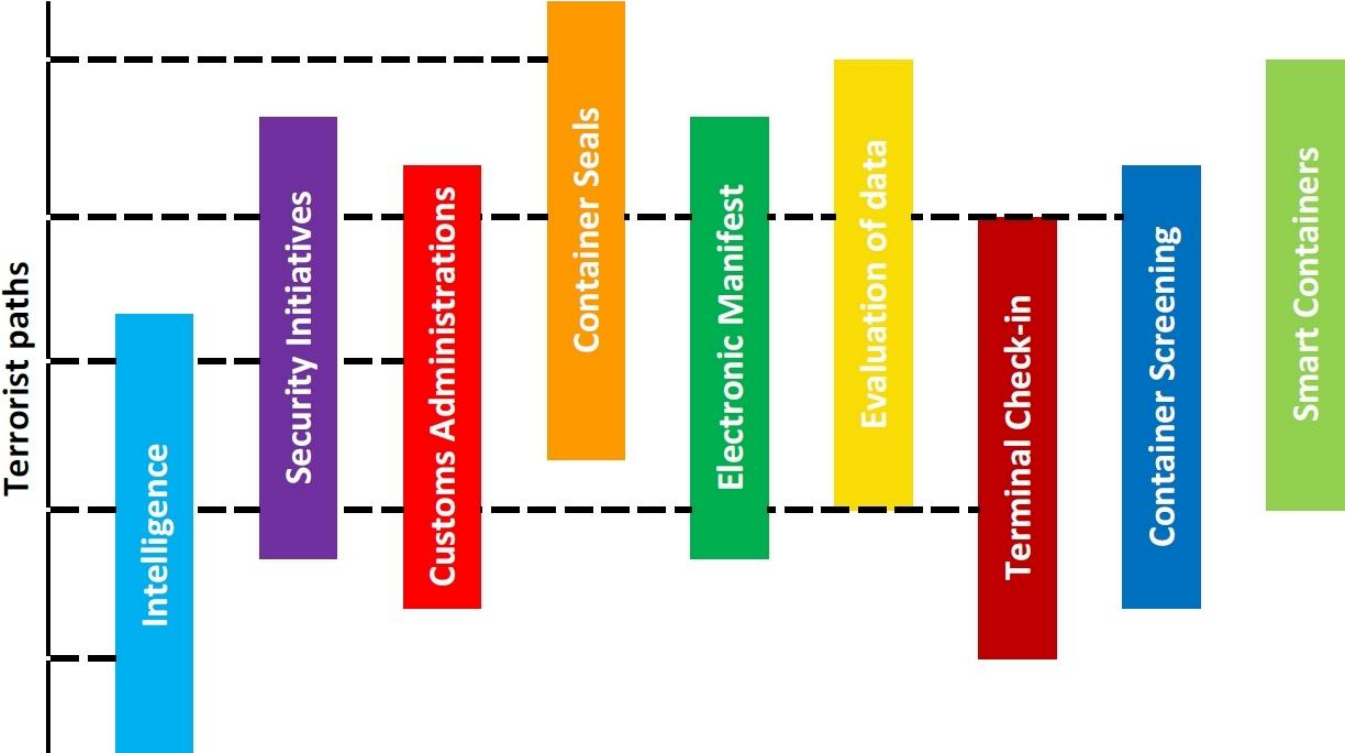 Terrorist paths
Intelligence
Security Initiatives
Customs Administrations
Container Seals
Electronic Manifest
Evaluation of data
Terminal Check-in
Container Screening
Smart Containers